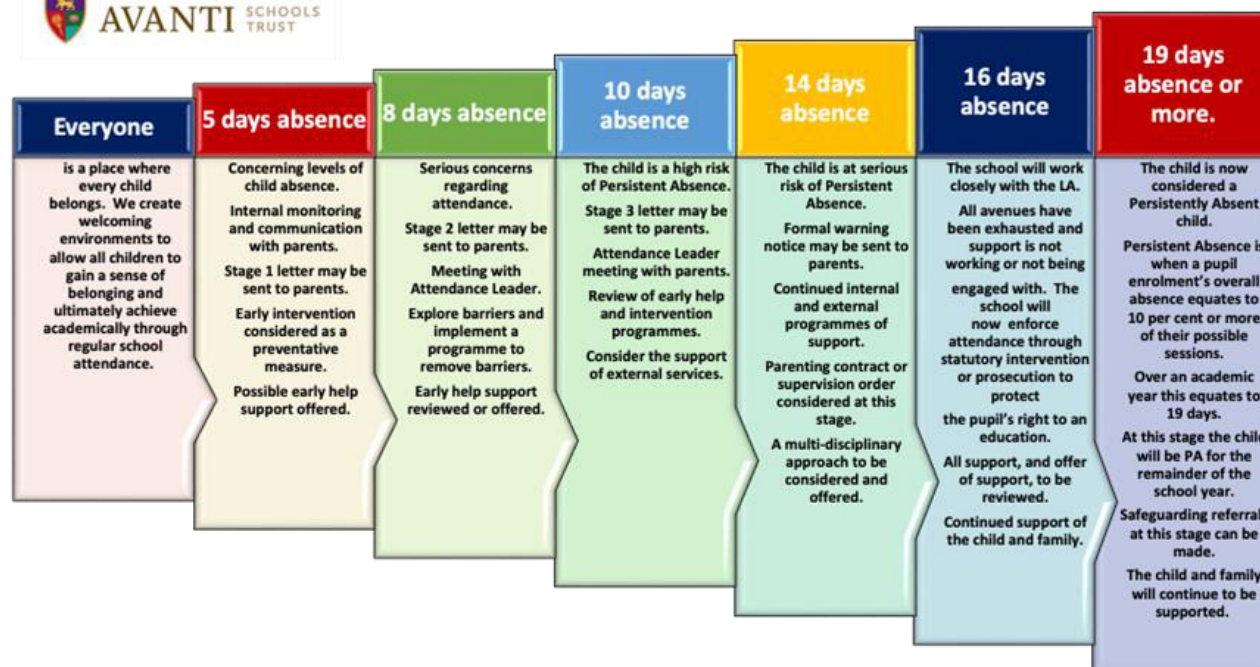 AVANTI SCHOOLS
TRUST
Everyone
is a place where
every child
belongs. We create
welcoming
environments to
allow all children to
gain a sense of
belonging and
ultimately achieve
academically through
regular school
attendance.
5 days absence
Concerning levels of
child absence.
Internal monitoring
and communication
with parents.
Stage 1 letter may be
sent to parents.
Early intervention
considered as a
preventative
measure.
Possible early help
support offered.
8 days absence
Serious concerns
regarding
attendance.
Stage 2 letter may be
sent to parents.
Meeting with
Attendance Leader.
Explore barriers and
implement a
programme to
remove barriers.
Early help support
reviewed or offered.
10 days
absence
The child is a high risk
of Persistent Absence.
Stage 3 letter may be
sent to parents.
Attendance Leader
meeting with parents.
Review of early help
and intervention
programmes.
Consider the support
of external services.
14 days
absence
The child is at serious
risk of Persistent
Absence.
Formal warning
notice may be sent to
parents.
Continued internal
and external
programmes of
support.
Parenting contract or
supervision order
considered at this
stage.
A multi-disciplinary
approach to be
considered and
offered.
16 days
absence
The school will work
closely with the LA.
All avenues have
been exhausted and
support is not
working or not being
engaged with. The
school will
now enforce
attendance through
statutory intervention
or prosecution to
protect
the pupil's right to an
education.
All support, and offer
of support, to be
reviewed.
Continued support of
the child and family.
19 days
absence or
more.
The child is now
considered a
Persistently Absent
child.
Persistent Absence is
when a pupil
enrolment's overall
absence equates to
10 per cent or more
of their possible
sessions.
Over an academic
year this equates to
19 days.
At this stage the child
will be PA for the
remainder of the
school year.
Safeguarding referral
at this stage can be
made.
The child and family
will continue to be
supported.